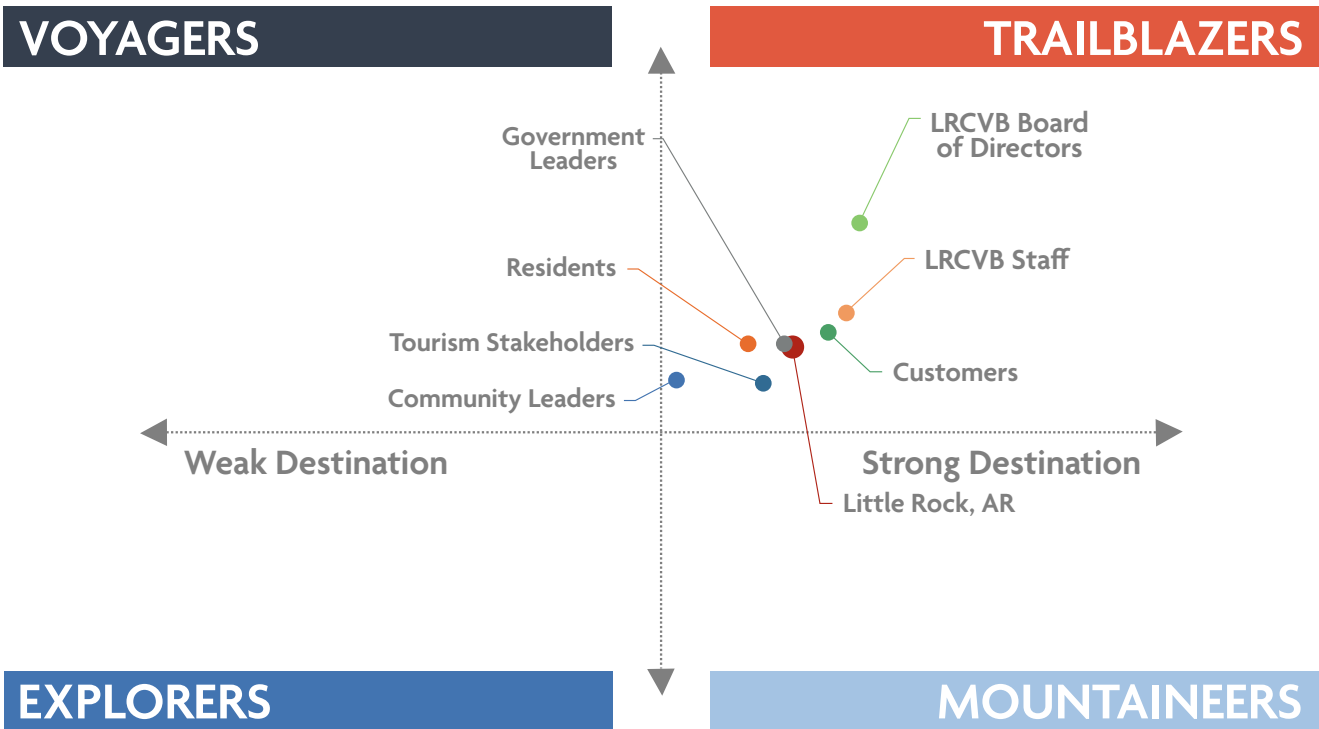 VOYAGERS
TRAILBLAZERS
Government
Leaders
LRCVB Board
of Directors
Residents
LRCVB Staff
Tourism Stakeholders
Customers
Community Leaders
Weak Destination
Strong Destination
Little Rock, AR
EXPLORERS
MOUNTAINEERS